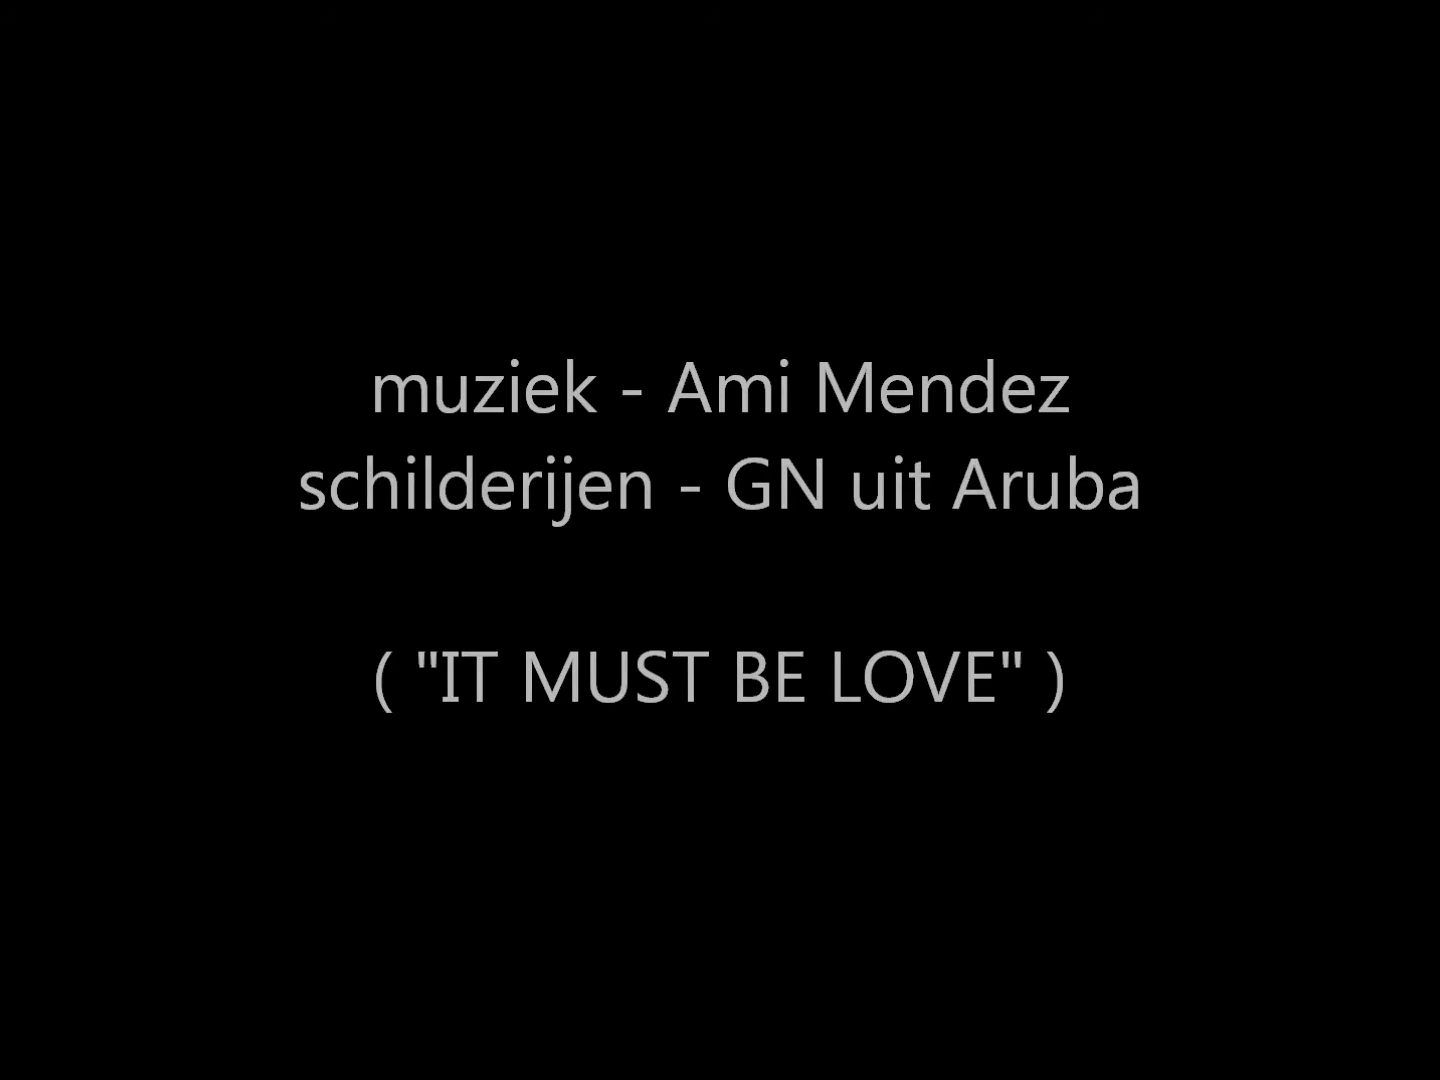 muziek - Ami Mendez
schilderijen - GN uit Aruba
( "IT MUST BE LOVE" )